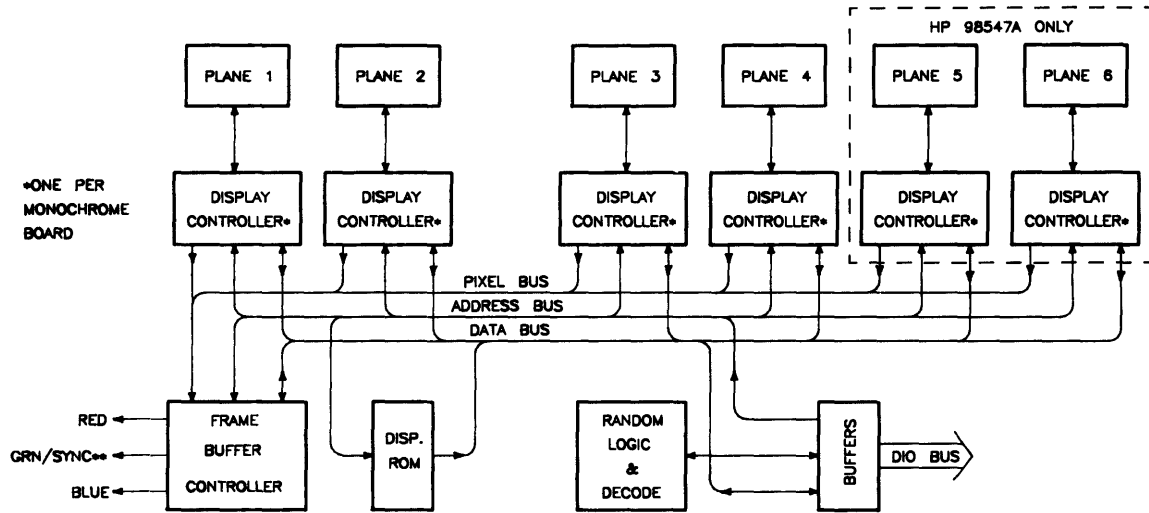 HP 98547A ONLY
PLANE 1
PLANE 2
PLANE 3
PLANE 4
PLANE 5
PLANE 6
*ONE PER
MONOCHROME
BOARD
DISPLAY
CONTROLLER*
DISPLAY
CONTROLLER*
DISPLAY
CONTROLLER*
DISPLAY
CONTROLLER*
DISPLAY
CONTROLLER*
DISPLAY
CONTROLLER*
PIXEL BUS
ADDRESS BUS
DATA BUS
RED
GRN/SYNC**
BLUE
FRAME
BUFFER
CONTROLLER
DISP.
ROM
RANDOM
LOGIC
&
DECODE
BUFFERS
DIO BUS